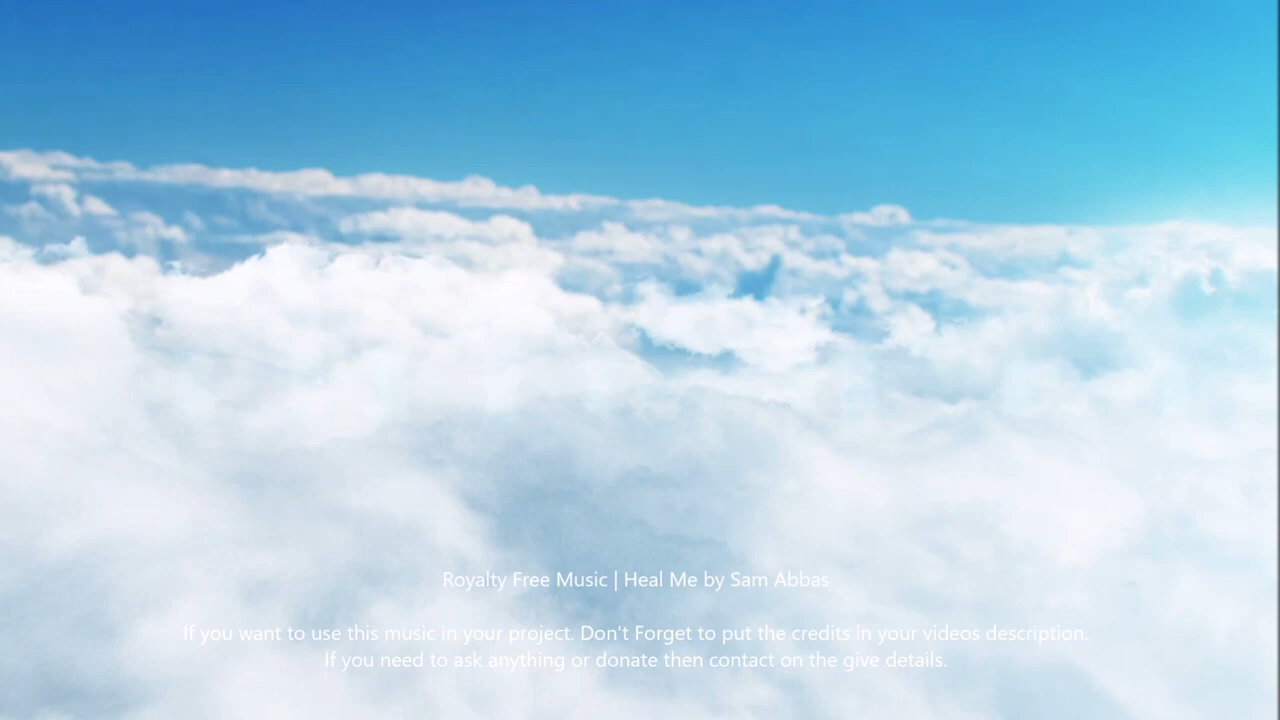 Royalty Free Music | Heal Me by Sam Abbas
If you want to use this music in your project. Don't Forget to put the credits in your videos description.
If you need to ask anything or donate then contact on the give details.